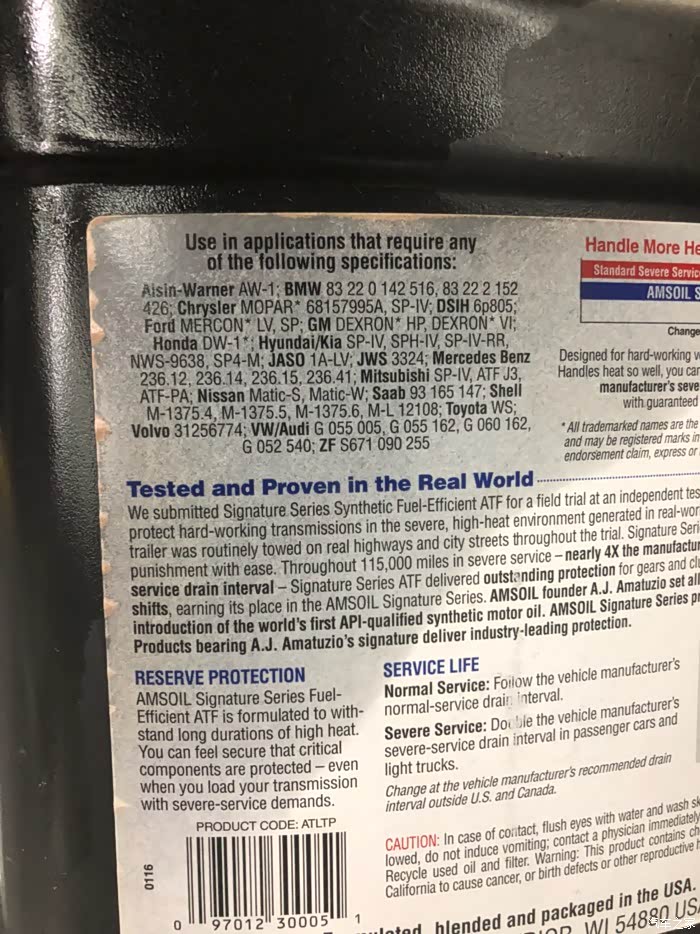 Use in applications that require any
of the following specifications:
Aisin-Warner AW-1; BMW 83 22 0 142 516, 83 22 2 152
426; Chrysler MOPAR* 68157995A, SP-IV; DSIH 6p805;
Ford MERCON* LV, SP; GM DEXRON* HP, DEXRON* VI;
Honda DW-1*; Hyundai/Kia SP-IV, SPH-IV, SP-IV-RR,
NWS-9638, SP4-M; JASO 1A-LV; JWS 3324; Mercedes Benz
236.12, 236.14, 236.15, 236.41; Mitsubishi SP-IV, ATF J3,
ATF-PA; Nissan Matic-S, Matic-W; Saab 93 165 147; Shell
M-1375.4, M-1375.5, M-1375.6, M-L 12108; Toyota WS;
Volvo 31256774; VW/Audi G 055 005, G 055 162, G 060 162,
G 052 540; ZF S671 090 255
Handle More He
Standard Severe Servic
AMSOIL S
Change
Designed for hard-working v
Handles heat so well, you can
manufacturer's seve
with guaranteed
* All trademarked names are the
and may be registered marks in
endorsement claim, express or
Tested and Proven in the Real World
We submitted Signature Series Synthetic Fuel-Efficient ATF for a field trial at an independent tes
protect hard-working transmissions in the severe, high-heat environment generated in real-wor
trailer was routinely towed on real highways and city streets throughout the trial. Signature Seri
punishment with ease. Throughout 115,000 miles in severe service – nearly 4X the manufactur
service drain interval – Signature Series ATF delivered outstanding protection for gears and clu
shifts, earning its place in the AMSOIL Signature Series. AMSOIL founder A.J. Amatuzio set all
introduction of the world's first API-qualified synthetic motor oil. AMSOIL Signature Series pr
Products bearing A.J. Amatuzio's signature deliver industry-leading protection.
RESERVE PROTECTION
AMSOIL Signature Series Fuel-
Efficient ATF is formulated to with-
stand long durations of high heat.
You can feel secure that critical
components are protected – even
when you load your transmission
with severe-service demands.
SERVICE LIFE
Normal Service: Follow the vehicle manufacturer's
normal-service drain interval.
Severe Service: Double the vehicle manufacturer's
severe-service drain interval in passenger cars and
light trucks.
Change at the vehicle manufacturer's recommended drain
interval outside U.S. and Canada.
PRODUCT CODE: ATLTP
0116
0 97012 30005 1
CAUTION: In case of contact, flush eyes with water and wash sk
lowed, do not induce vomiting; contact a physician immediately
Recycle used oil and filter. Warning: This product contains ch
California to cause cancer, or birth defects or other reproductive h
ulated, blended and packaged in the USA.
WI 54880 US